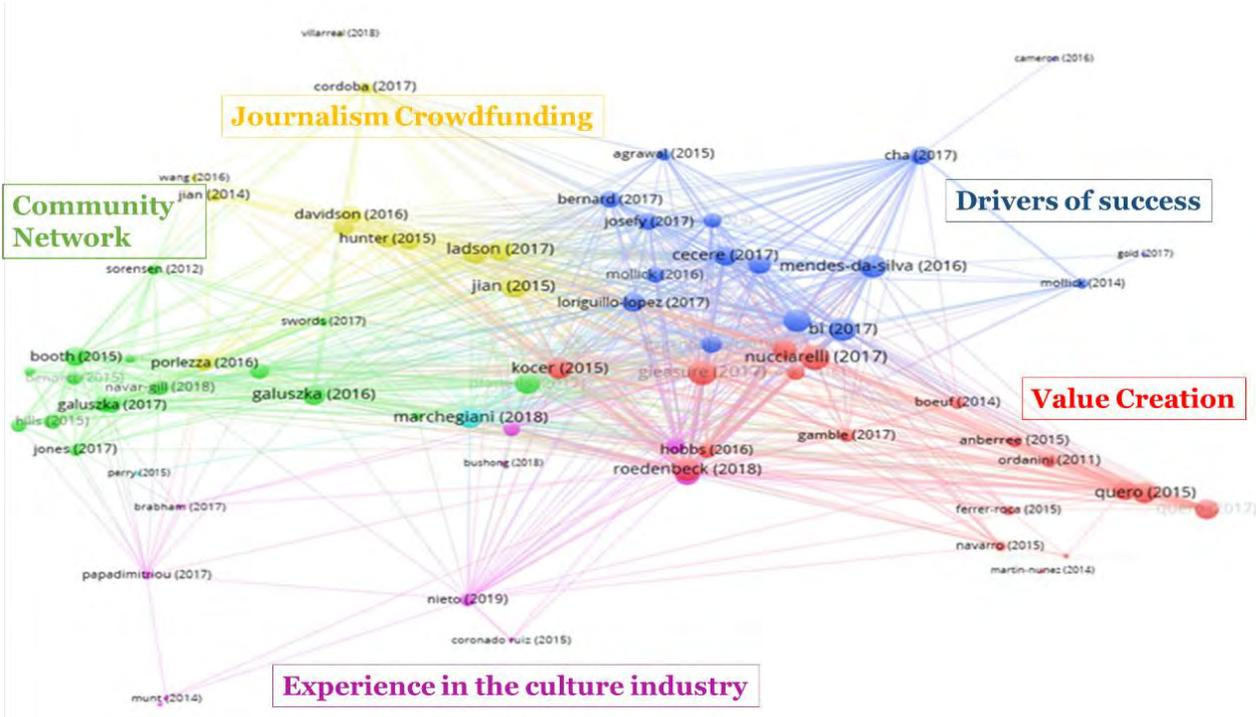 villarreal (2018)
cameron (2016)
cordoba (2017)
Journalism Crowdfunding
agrawal (2015)
cha (2017)
wang (2016)
jian (2014)
Community
Network
bernard (2017)
Drivers of success
davidson (2016)
josefy (2017)
hunter (2015)
ladson (2017)
cecere (2017)
gold (2017)
sorensen (2012)
mollick (2016)
mendes-da-silva (2016)
mollick (2014)
jian (2015)
loriguillo-lopez (2017)
swords (2017)
bi (2017)
booth (2015)
porlezza (2016)
nucciarelli (2017)
kocer (2015)
gleasure (2017)
navar-gill (2018)
galuszka (2016)
Value Creation
galuszka (2017)
boeuf (2014)
marchegiani (2018)
hills (2015)
gamble (2017)
anberree (2015)
jones (2017)
hobbs (2016)
ordanini (2011)
bushong (2018)
roedenbeck (2018)
perry (2015)
quero (2015)
brabham (2017)
ferrer-roca (2015)
quero (2017)
navarro (2015)
martin-nunez (2014)
papadimitriou (2017)
nieto (2019)
coronado ruiz (2015)
Experience in the culture industry
munt (2014)